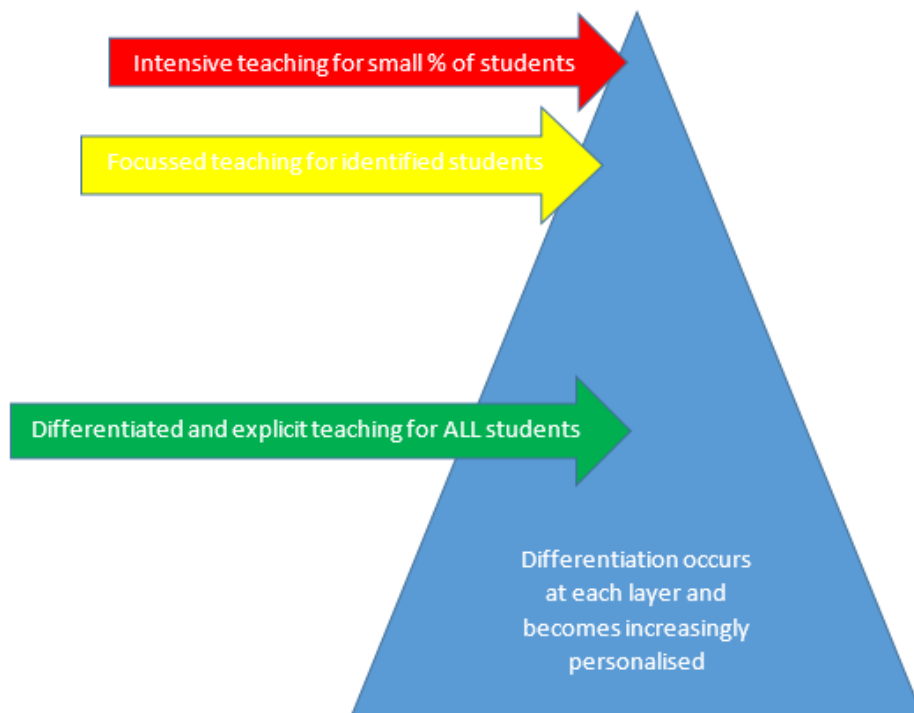 Intensive teaching for small % of students
Focussed teaching for identified students
Differentiated and explicit teaching for ALL students
Differentiation occurs
at each layer and
becomes increasingly
personalised